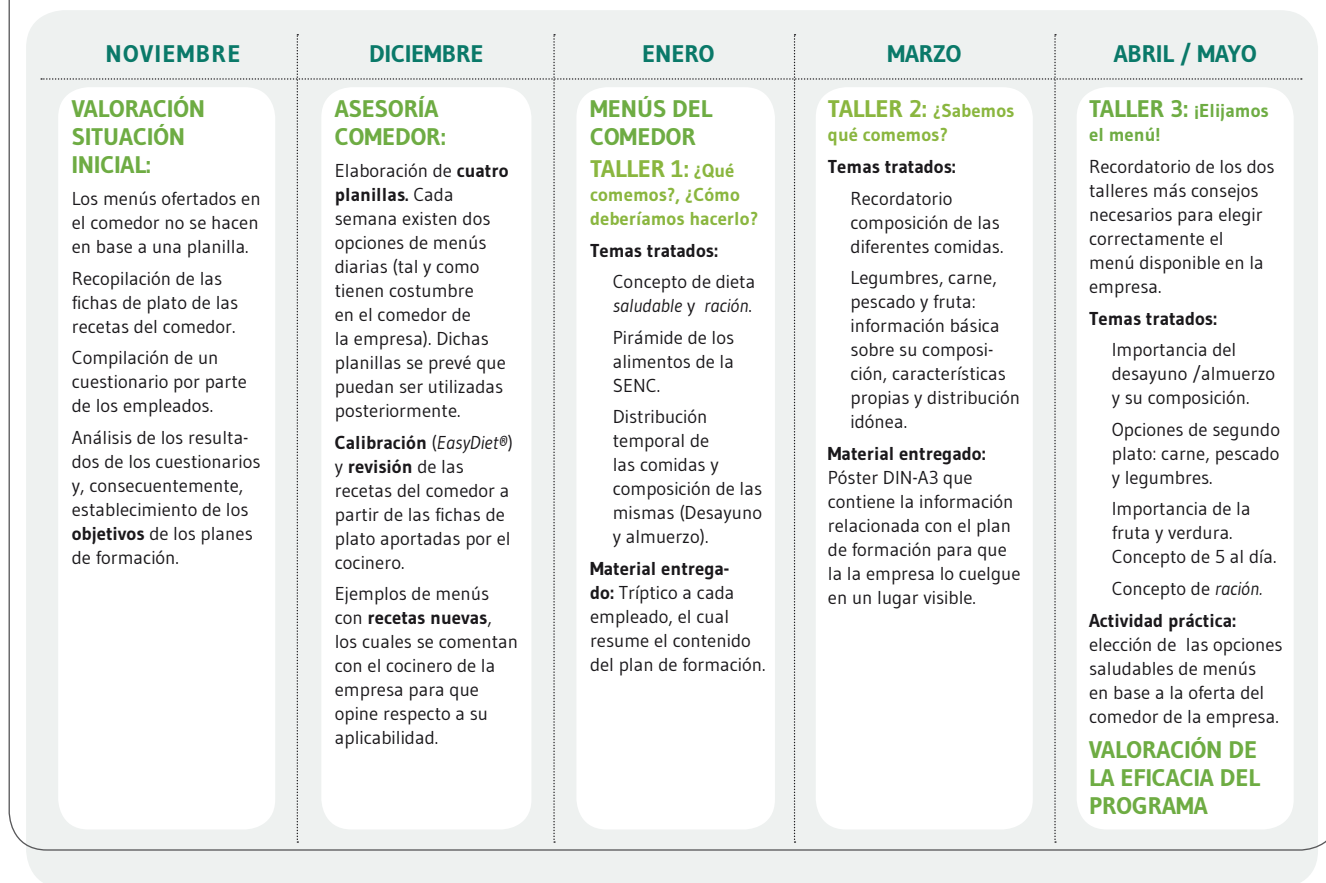 NOVIEMBRE
VALORACIÓN
SITUACIÓN
INICIAL:
Los menús ofertados en
el comedor no se hacen
en base a una planilla.
Recopilación de las
fichas de plato de las
recetas del comedor.
Compilación de un
cuestionario por parte
de los empleados.
Análisis de los resulta-
dos de los cuestionarios
y, consecuentemente,
establecimiento de los
objetivos de los planes
de formación.
DICIEMBRE
ASESORÍA
COMEDOR:
Elaboración de cuatro
planillas. Cada
semana existen dos
opciones de menús
diarias (tal y como
tienen costumbre
en el comedor de
la empresa). Dichas
planillas se prevé que
puedan ser utilizadas
posteriormente.
Calibración (EasyDiet®)
y revisión de las
recetas del comedor a
partir de las fichas de
plato aportadas por el
cocinero.
Ejemplos de menús
con recetas nuevas,
los cuales se comentan
con el cocinero de la
empresa para que
opine respecto a su
aplicabilidad.
ENERO
MENÚS DEL
COMEDOR
TALLER 1: ¿Qué
comemos?, ¿Cómo
deberíamos hacerlo?
Temas tratados:
Concepto de dieta
saludable y ración.
Pirámide de los
alimentos de la
SENC.
Distribución
temporal de
las comidas y
composición de las
mismas (Desayuno
y almuerzo).
Material entrega-
do: Tríptico a cada
empleado, el cual
resume el contenido
del plan de formación.
MARZO
TALLER 2: ¿Sabemos
qué comemos?
Temas tratados:
Recordatorio
composición de las
diferentes comidas.
Legumbres, carne,
pescado y fruta:
información básica
sobre su composi-
ción, características
propias y distribución
idónea.
Material entregado:
Póster DIN-A3 que
contiene la información
relacionada con el plan
de formación para que
la la empresa lo cuelgue
en un lugar visible.
ABRIL / MAYO
TALLER 3: ¡Elijamos
el menú!
Recordatorio de los dos
talleres más consejos
necesarios para elegir
correctamente el
menú disponible en la
empresa.
Temas tratados:
Importancia del
desayuno /almuerzo
y su composición.
Opciones de segundo
plato: carne, pescado
y legumbres.
Importancia de la
fruta y verdura.
Concepto de 5 al día.
Concepto de ración.
Actividad práctica:
elección de las opciones
saludables de menús
en base a la oferta del
comedor de la empresa.
VALORACIÓN DE
LA EFICACIA DEL
PROGRAMA